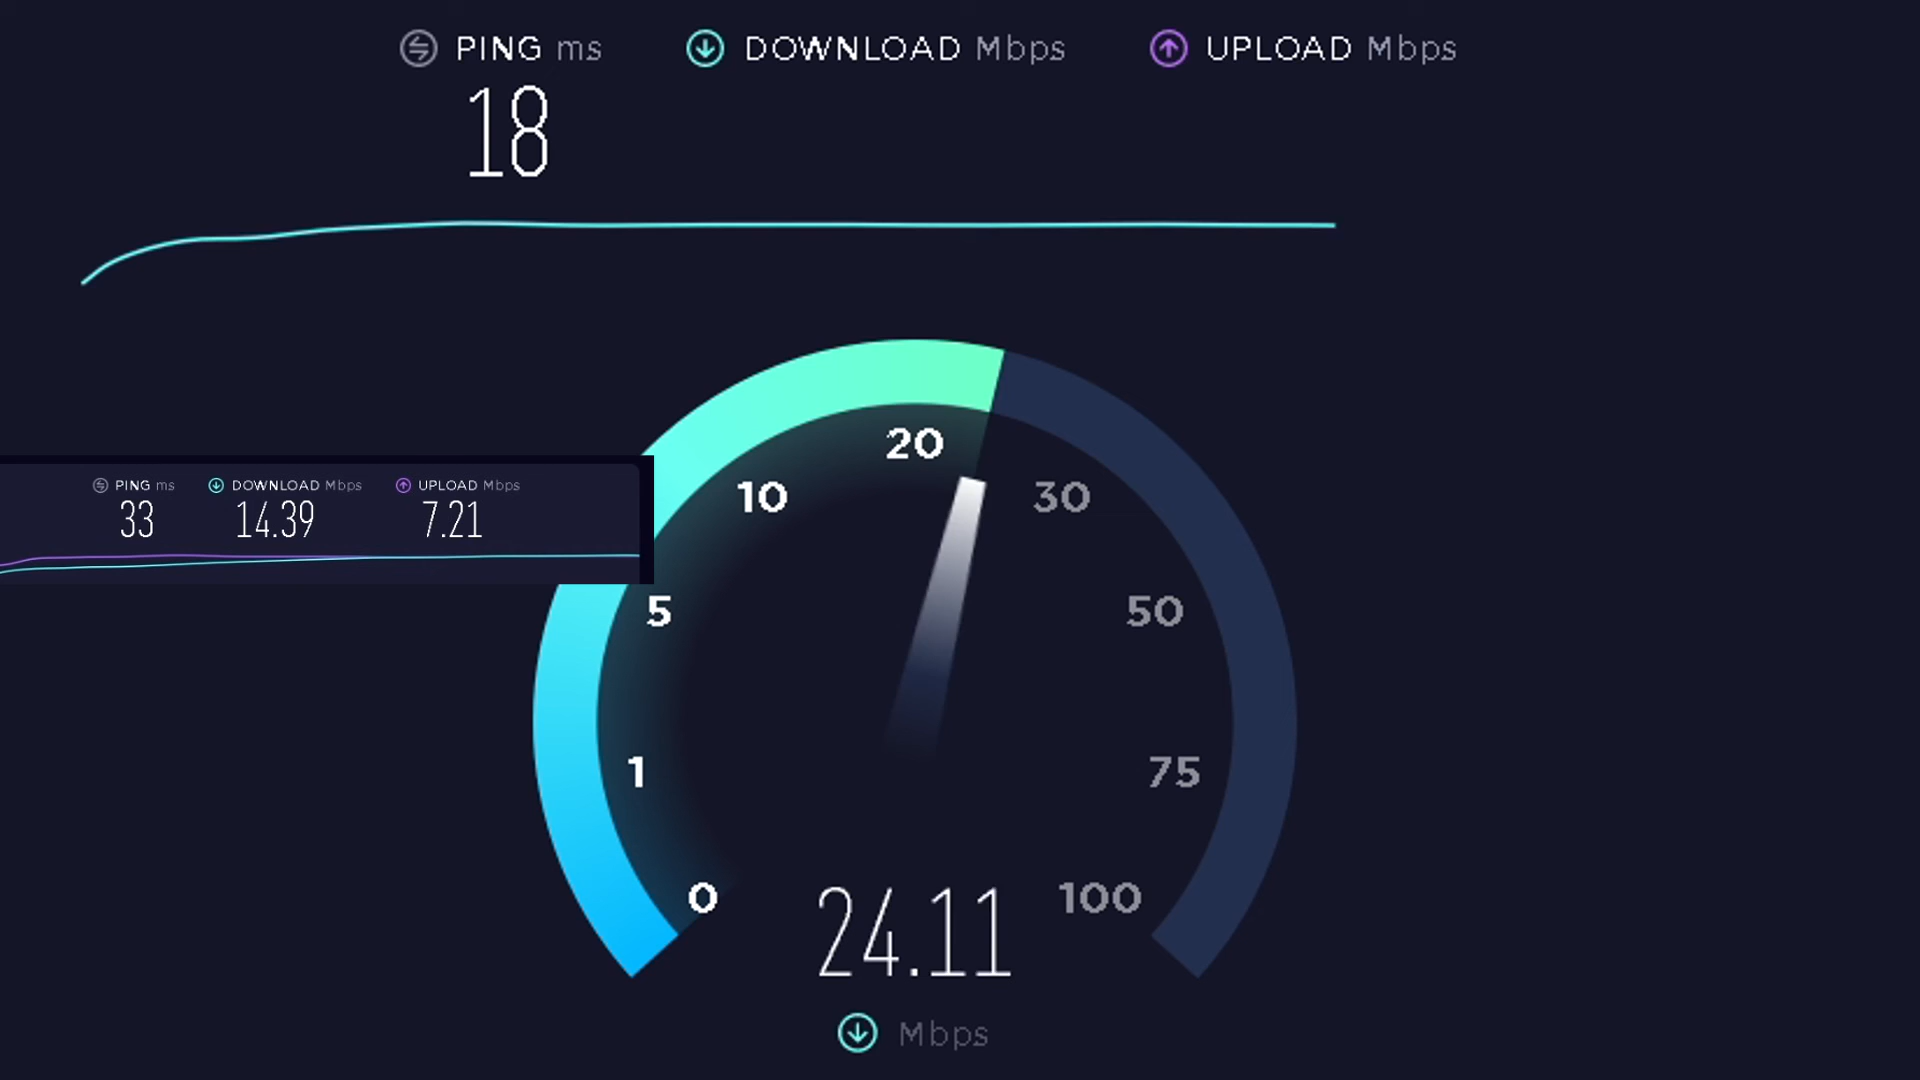 PING ms DOWNLOAD Mbps UPLOAD Mbps
18
20
10 30
PING ms DOWNLOAD Mbps UPLOAD Mbps
33 14.39 7.21
5 50
1 75
0 100
24.11
Mbps